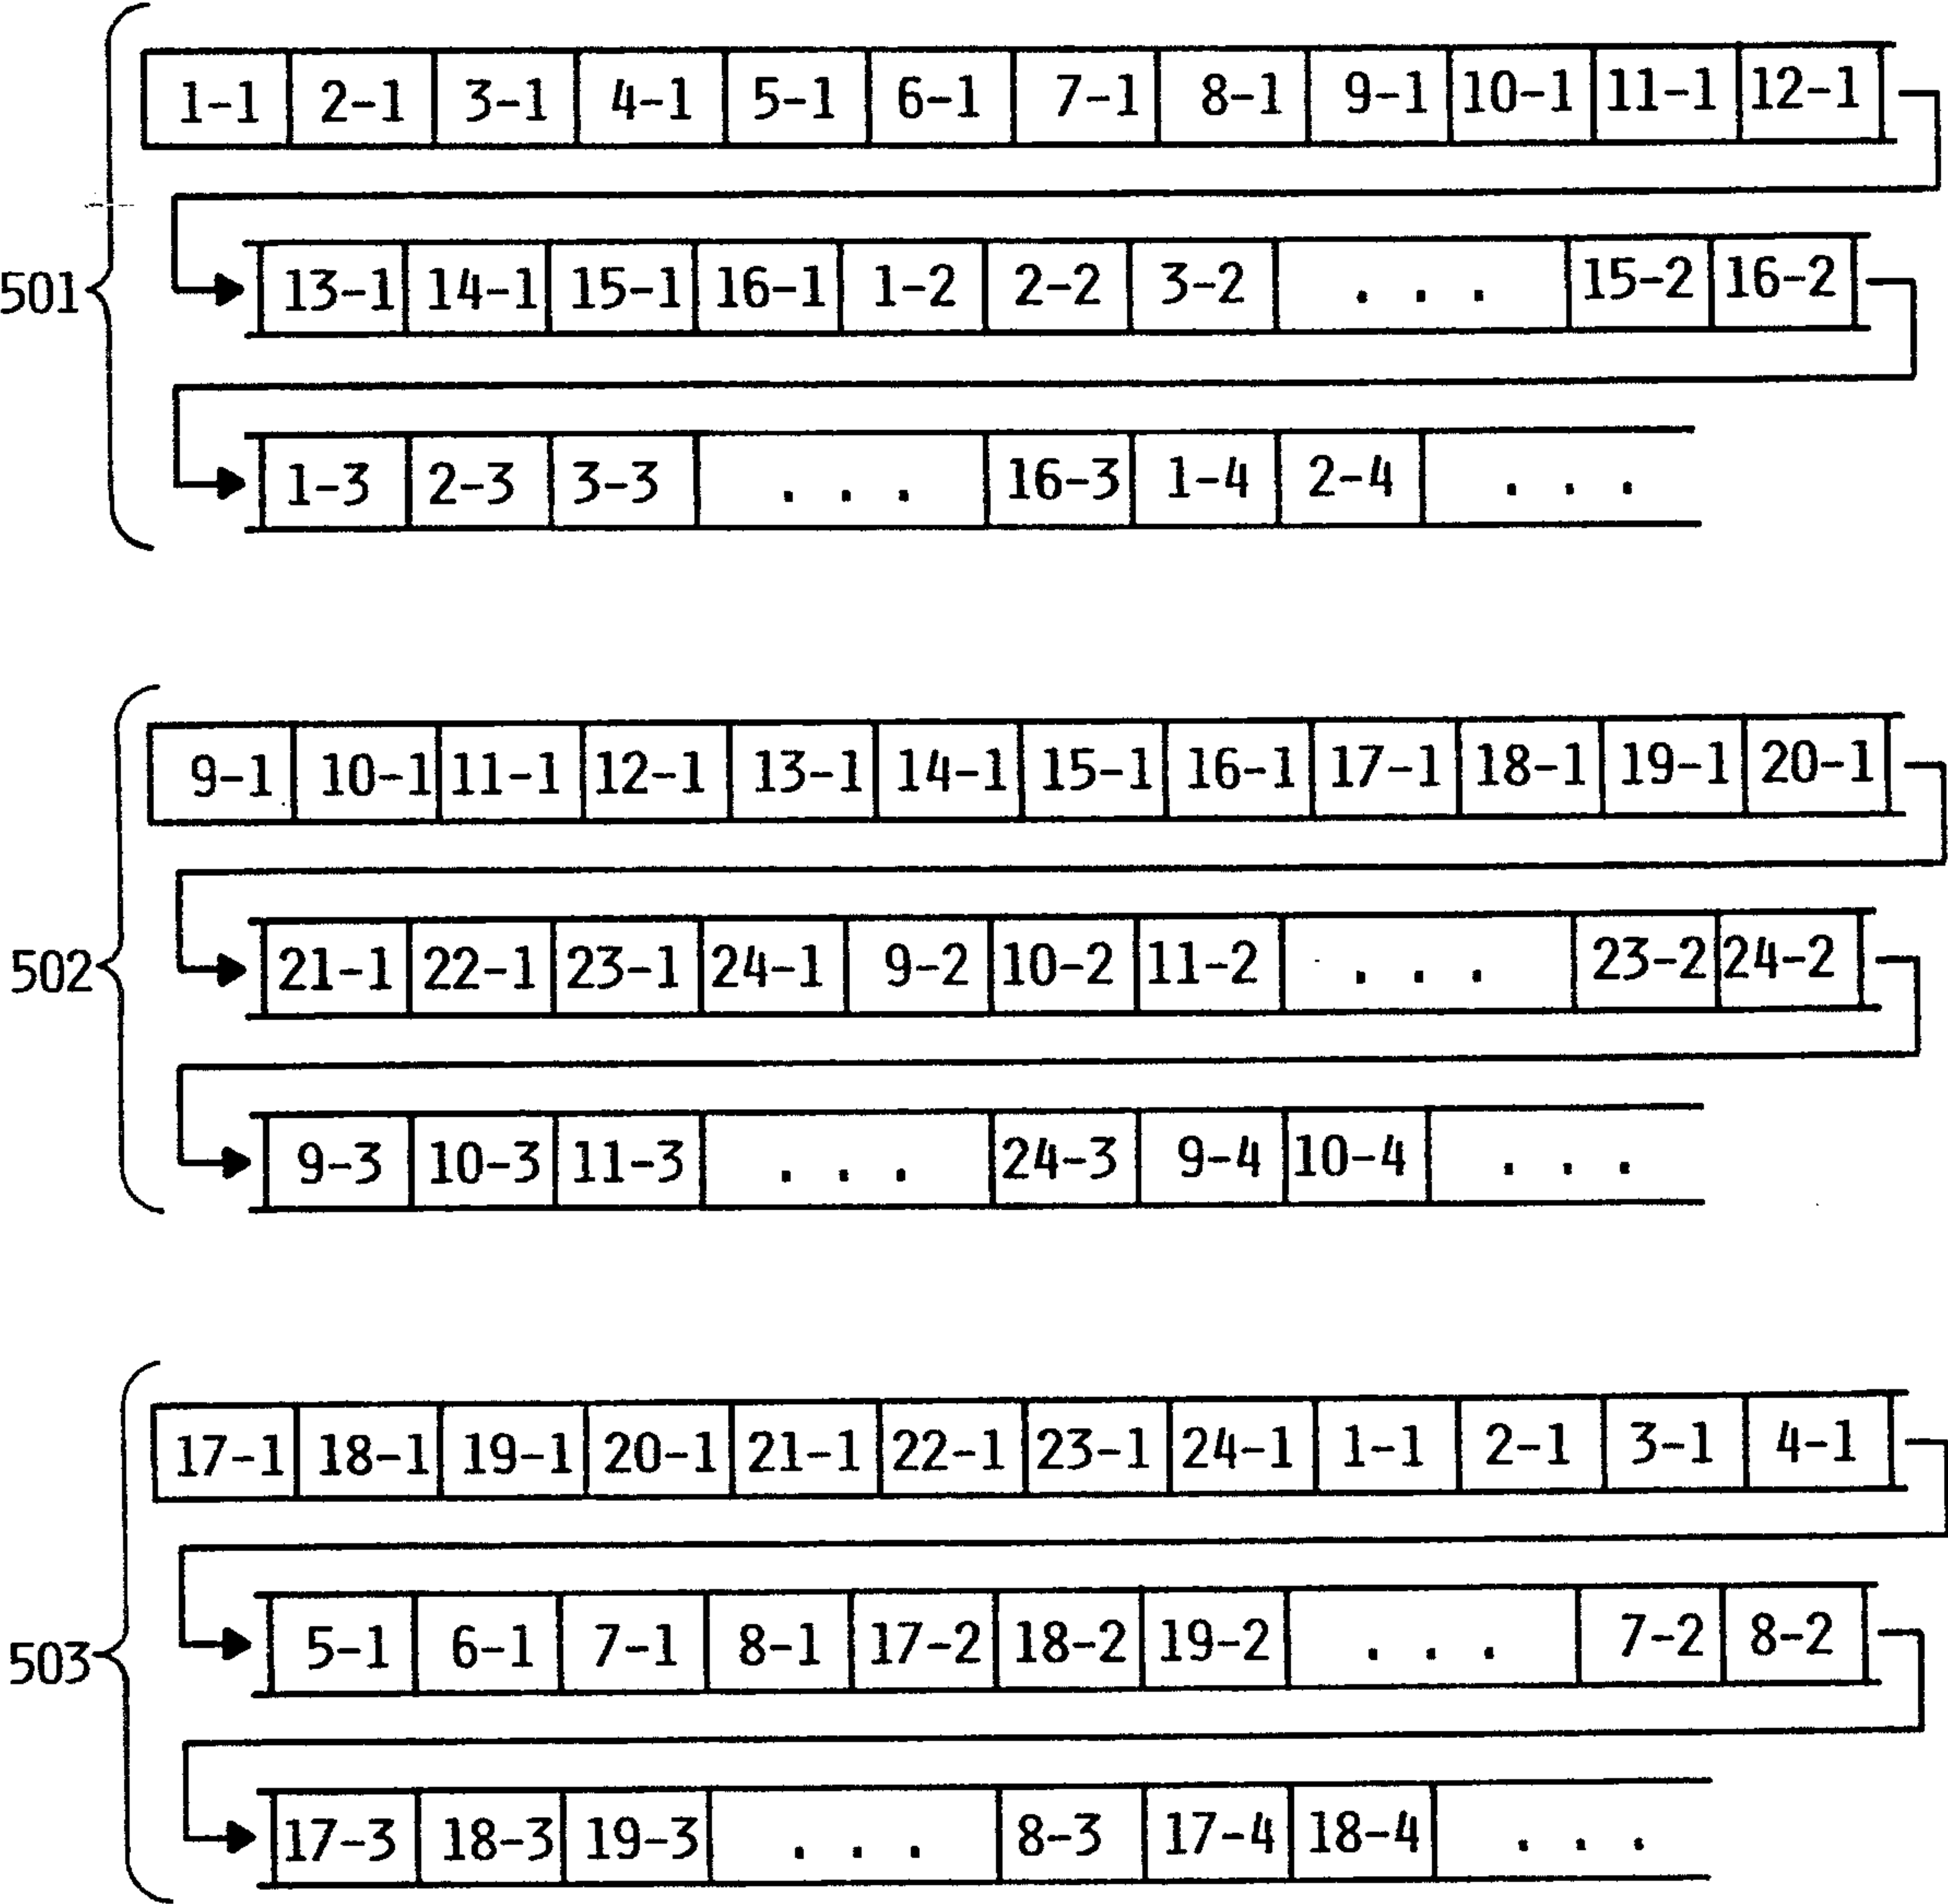 1-1 2-1 3-1 4-1 5-1 6-1 7-1 8-1 9-1 10-1 11-1 12-1
501 13-1 14-1 15-1 16-1 1-2 2-2 3-2 . . . 15-2 16-2
1-3 2-3 3-3 . . . 16-3 1-4 2-4 . . .
9-1 10-1 11-1 12-1 13-1 14-1 15-1 16-1 17-1 18-1 19-1 20-1
502 21-1 22-1 23-1 24-1 9-2 10-2 11-2 . . . 23-2 24-2
9-3 10-3 11-3 . . . 24-3 9-4 10-4 . . .
17-1 18-1 19-1 20-1 21-1 22-1 23-1 24-1 1-1 2-1 3-1 4-1
503 5-1 6-1 7-1 8-1 17-2 18-2 19-2 . . . 7-2 8-2
17-3 18-3 19-3 . . . 8-3 17-4 18-4 . . .